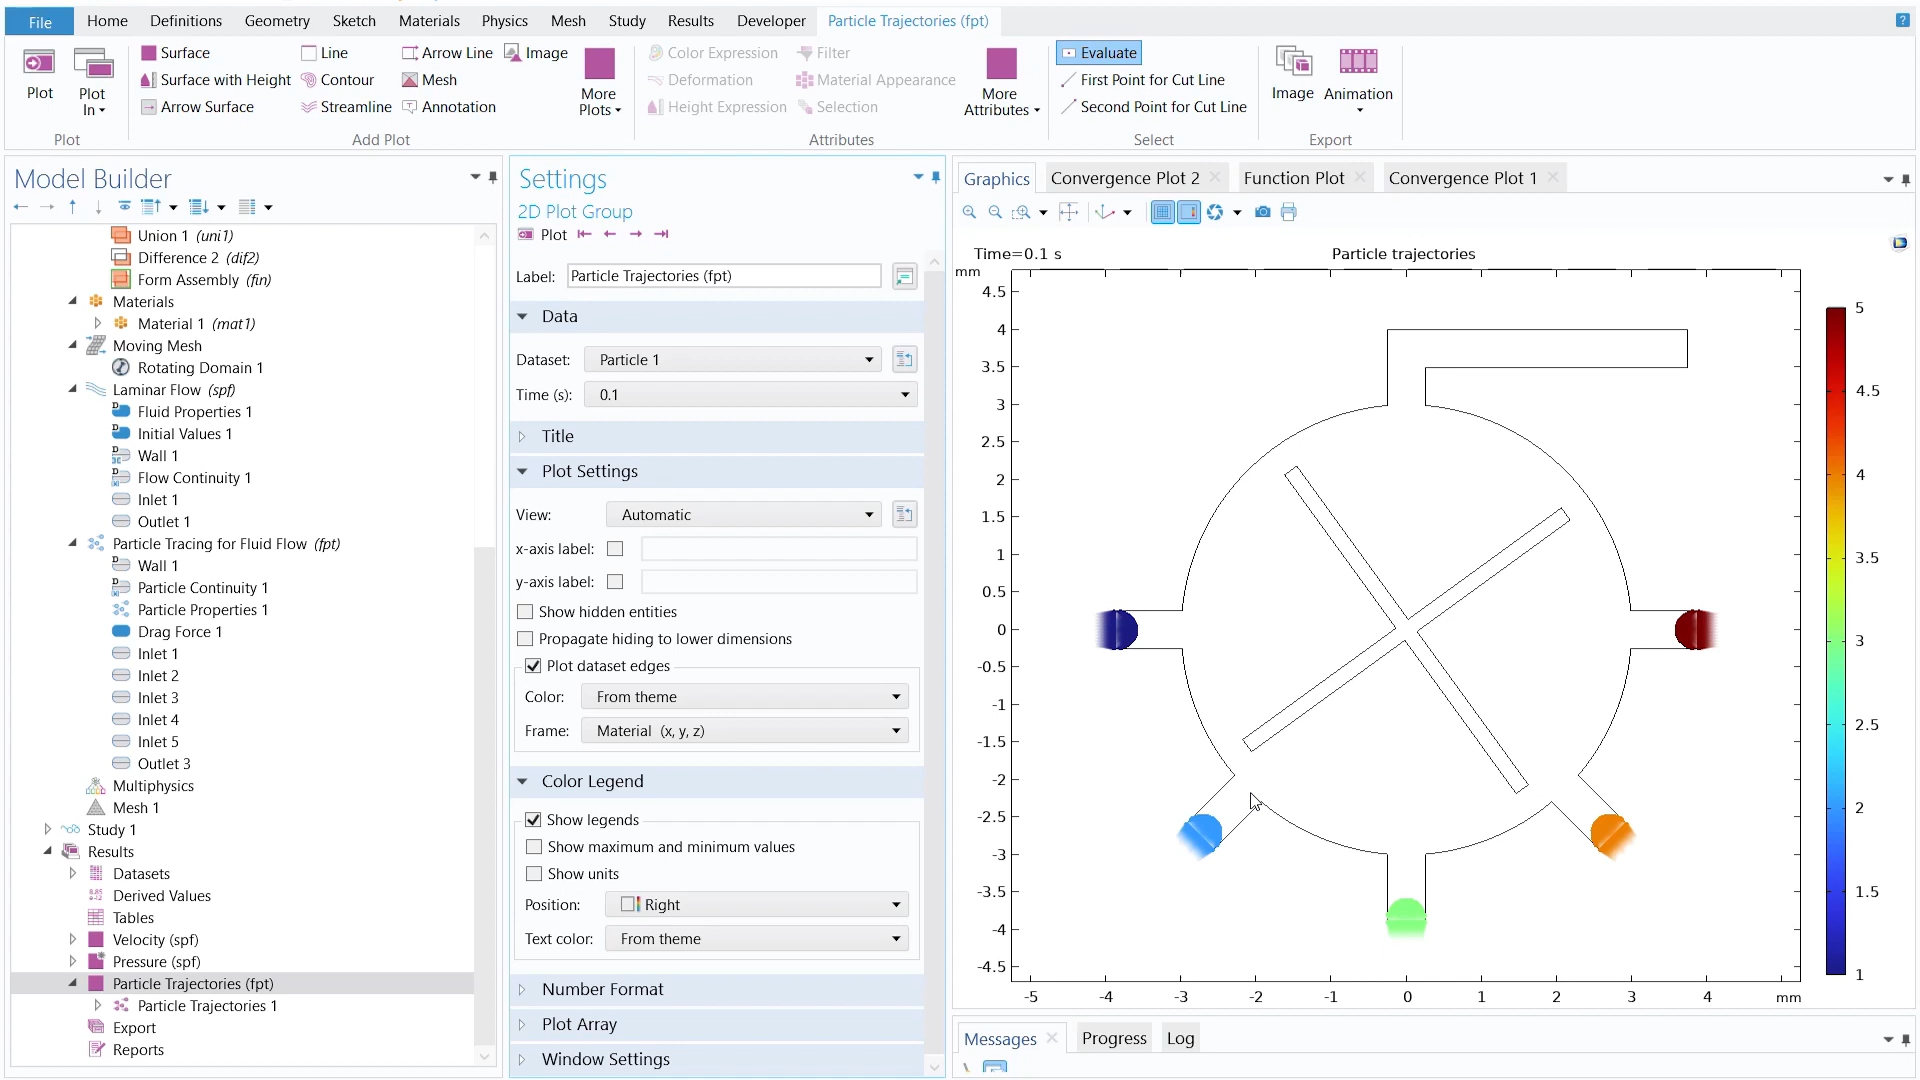 File Home Definitions Geometry Sketch Materials Physics Mesh Study Results Developer Particle Trajectories (fpt) ?
Surface Line Arrow Line Image Color Expression Filter Evaluate
Surface with Height Contour Mesh Deformation Material Appearance First Point for Cut Line
Arrow Surface Streamline Annotation Height Expression Selection Second Point for Cut Line
Plot Plot In More Plots More Attributes Image Animation
Plot Add Plot Attributes Select Export
Model Builder
Union 1 (uni1)
Difference 2 (dif2)
Form Assembly (fin)
Materials
Material 1 (mat1)
Moving Mesh
Rotating Domain 1
Laminar Flow (spf)
Fluid Properties 1
Initial Values 1
Wall 1
Flow Continuity 1
Inlet 1
Outlet 1
Particle Tracing for Fluid Flow (fpt)
Wall 1
Particle Continuity 1
Particle Properties 1
Drag Force 1
Inlet 1
Inlet 2
Inlet 3
Inlet 4
Inlet 5
Outlet 3
Multiphysics
Mesh 1
Study 1
Results
Datasets
Derived Values
Tables
Velocity (spf)
Pressure (spf)
Particle Trajectories (fpt)
Particle Trajectories 1
Export
Reports
Settings
2D Plot Group
Plot
Label: Particle Trajectories (fpt)
Data
Dataset: Particle 1
Time (s): 0.1
Title
Plot Settings
View: Automatic
x-axis label:
y-axis label:
Show hidden entities
Propagate hiding to lower dimensions
Plot dataset edges
Color: From theme
Frame: Material (x, y, z)
Color Legend
Show legends
Show maximum and minimum values
Show units
Position: Right
Text color: From theme
Number Format
Plot Array
Window Settings
Graphics Convergence Plot 2 Function Plot Convergence Plot 1
Time=0.1 s Particle trajectories
mm
4.5
4
3.5
3
2.5
2
1.5
1
0.5
0
-0.5
-1
-1.5
-2
-2.5
-3
-3.5
-4
-4.5
-5 -4 -3 -2 -1 0 1 2 3 4 mm
5
4.5
4
3.5
3
2.5
2
1.5
1
Messages Progress Log